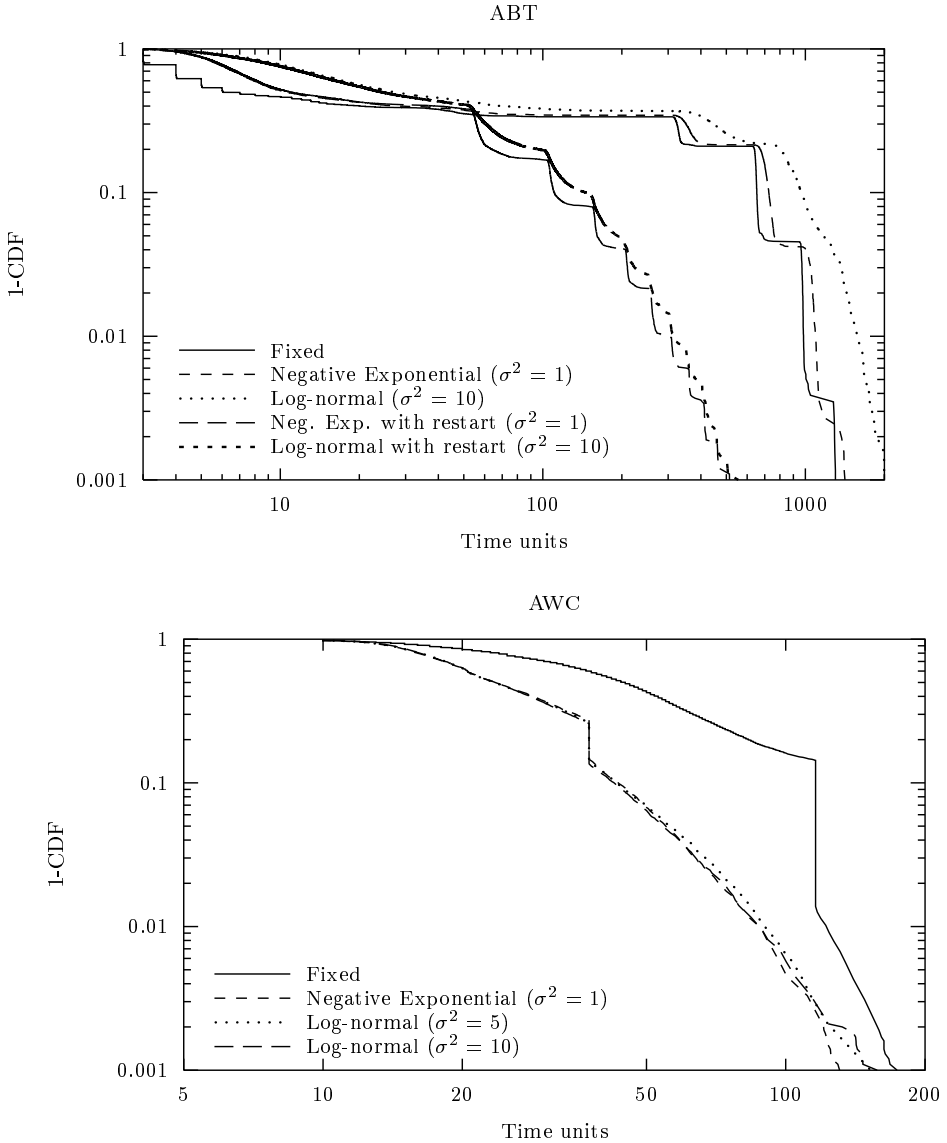 ABT
1
0.1
0.01
0.001
1-CDF
Fixed
Negative Exponential (σ² = 1)
Log-normal (σ² = 10)
Neg. Exp. with restart (σ² = 1)
Log-normal with restart (σ² = 10)
10
100
1000
Time units
AWC
1
0.1
0.01
0.001
1-CDF
Fixed
Negative Exponential (σ² = 1)
Log-normal (σ² = 5)
Log-normal (σ² = 10)
5
10
20
50
100
200
Time units